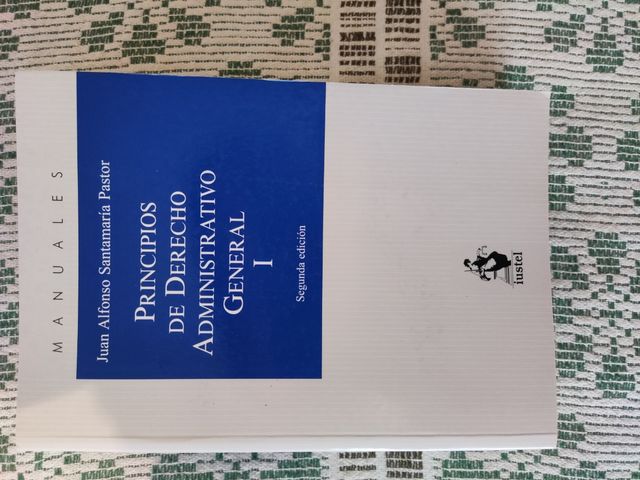 MANUALES
Juan Alfonso Santamaría Pastor
PRINCIPIOS
DE DERECHO
ADMINISTRATIVO
GENERAL
I
Segunda edición
iustel